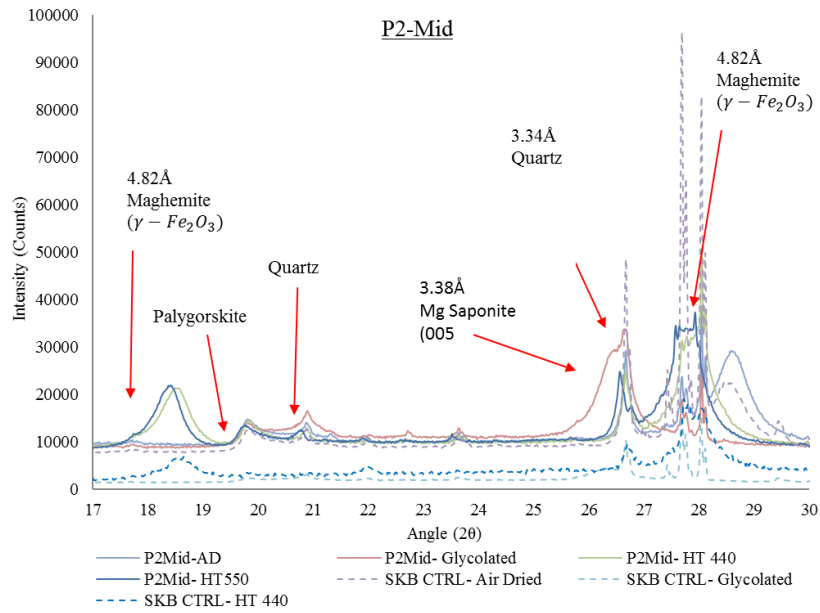 P2-Mid
100000
90000
80000
70000
60000
50000
40000
30000
20000
10000
0
Intensity (Counts)
4.82Å
Maghemite
(γ − Fe₂O₃)
Palygorskite
Quartz
3.34Å
Quartz
3.38Å
Mg Saponite
(005
4.82Å
Maghemite
(γ − Fe₂O₃)
17 18 19 20 21 22 23 24 25 26 27 28 29 30
Angle (2θ)
P2Mid-AD P2Mid- Glycolated P2Mid- HT 440
P2Mid- HT550 SKB CTRL- Air Dried SKB CTRL- Glycolated
SKB CTRL- HT 440